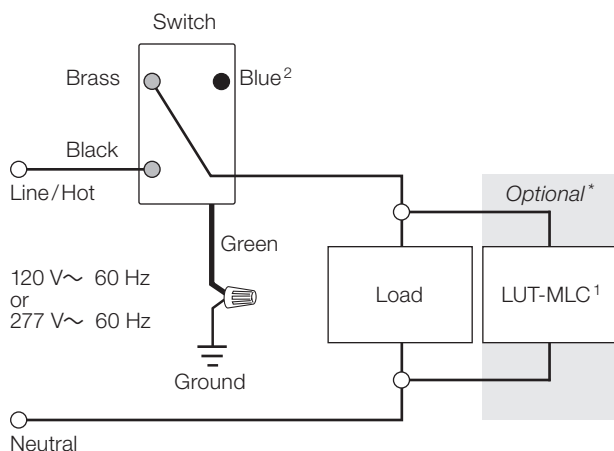 Switch
Brass
Blue²
Black
Line/Hot
Optional*
Green
120 V~ 60 Hz
or
277 V~ 60 Hz
Load
LUT-MLC¹
Ground
Neutral